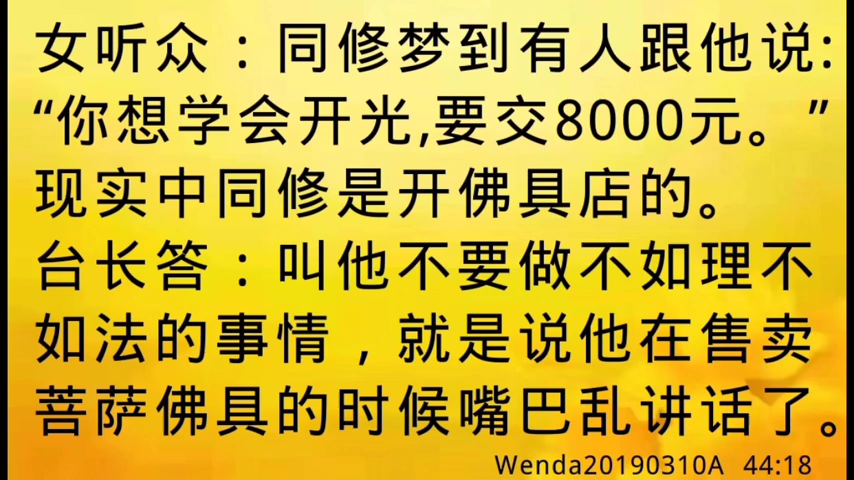 女听众：同修梦到有人跟他说:
“你想学会开光,要交8000元。”
现实中同修是开佛具店的。
台长答：叫他不要做不如理不
如法的事情，就是说他在售卖
菩萨佛具的时候嘴巴乱讲话了。
Wenda20190310A 44:18